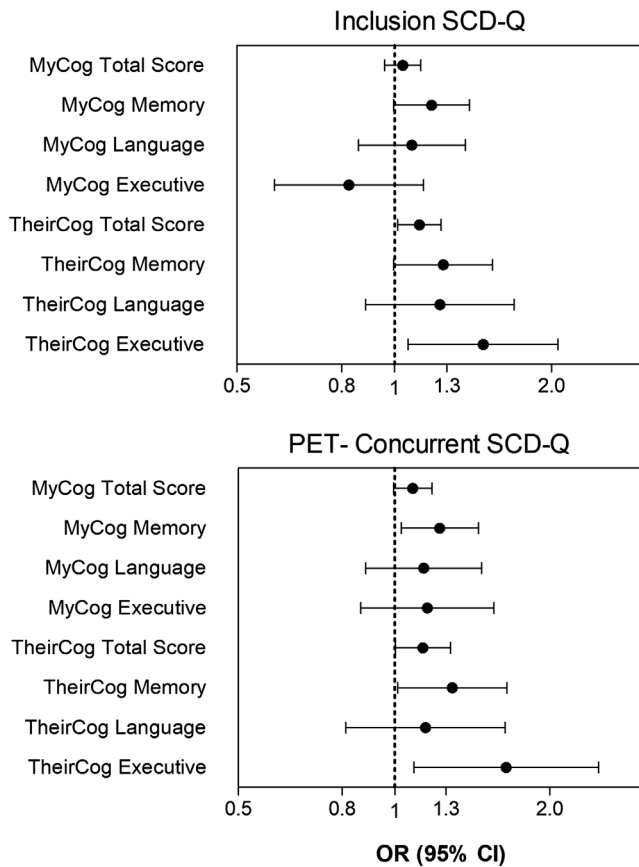 Inclusion SCD-Q
MyCog Total Score
MyCog Memory
MyCog Language
MyCog Executive
TheirCog Total Score
TheirCog Memory
TheirCog Language
TheirCog Executive
0.5 0.8 1 1.3 2.0
PET- Concurrent SCD-Q
MyCog Total Score
MyCog Memory
MyCog Language
MyCog Executive
TheirCog Total Score
TheirCog Memory
TheirCog Language
TheirCog Executive
0.5 0.8 1 1.3 2.0
OR (95% CI)